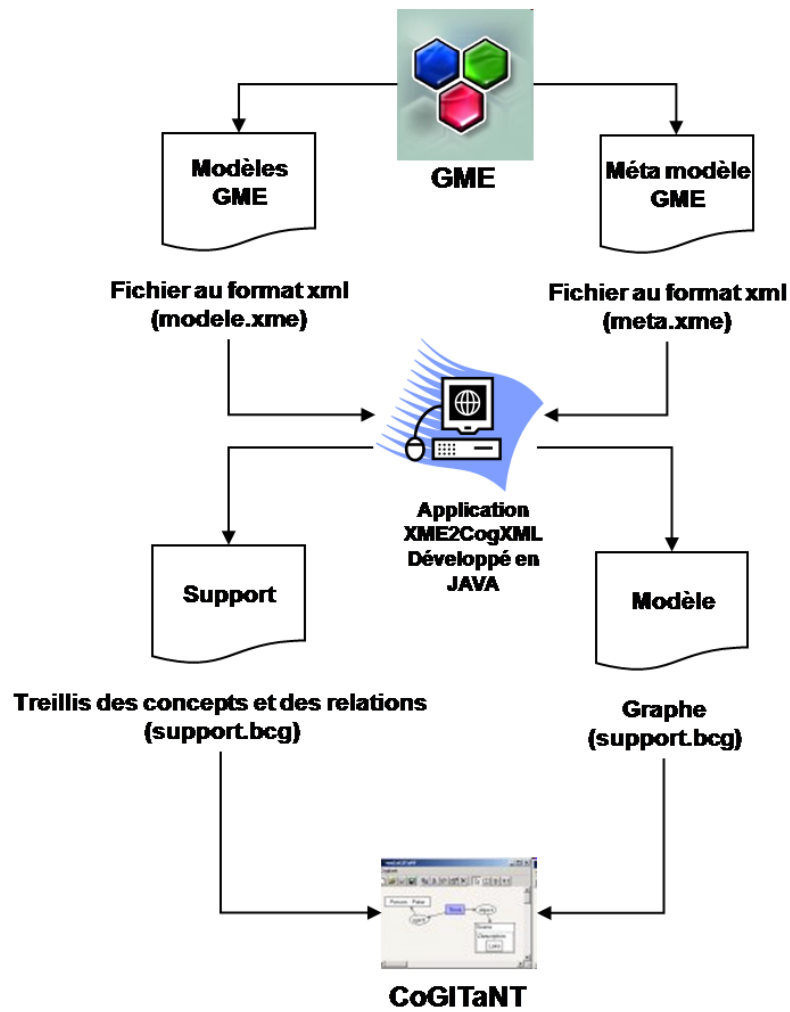 GME
Modèles
GME
Méta modèle
GME
Fichier au format xml
(modele.xme)
Fichier au format xml
(meta.xme)
Application
XME2CogXML
Développé en
JAVA
Support
Modèle
Treillis des concepts et des relations
(support.bcg)
Graphe
(support.bcg)
CoGITaNT